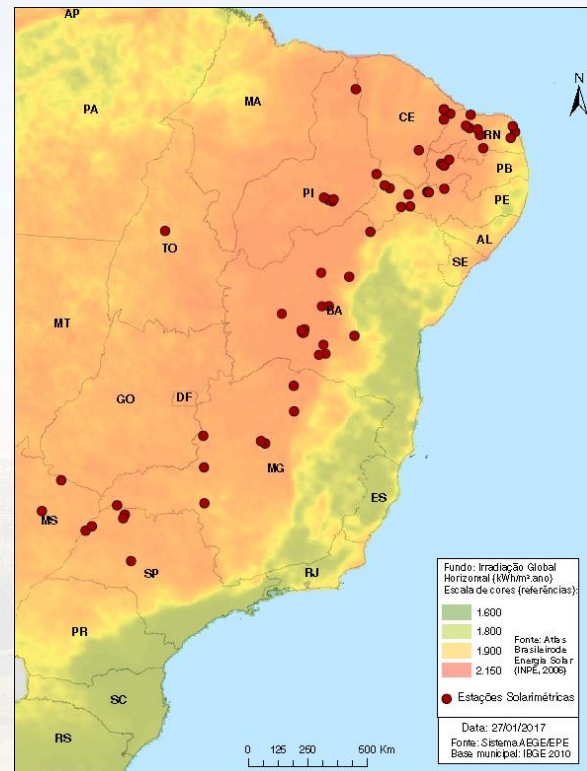 AP
N
PA
MA
CE
RN
PB
PI
PE
TO
AL
SE
BA
MT
GO
DF
MG
MS
ES
SP
RJ
PR
SC
RS
Fundo: Irradiação Global
Horizontal (kWh/m².ano)
Escala de cores (referências):
1.600
1.800
1.900
2.150
Fonte: Atlas
Brasileiroda
Energia Solar
(INPE, 2006)
Estações Solarimétricas
Data: 27/01/2017
Fonte: Sistema AEGE/EPE
Base municipal: IBGE 2010
0 125 250 500 Km